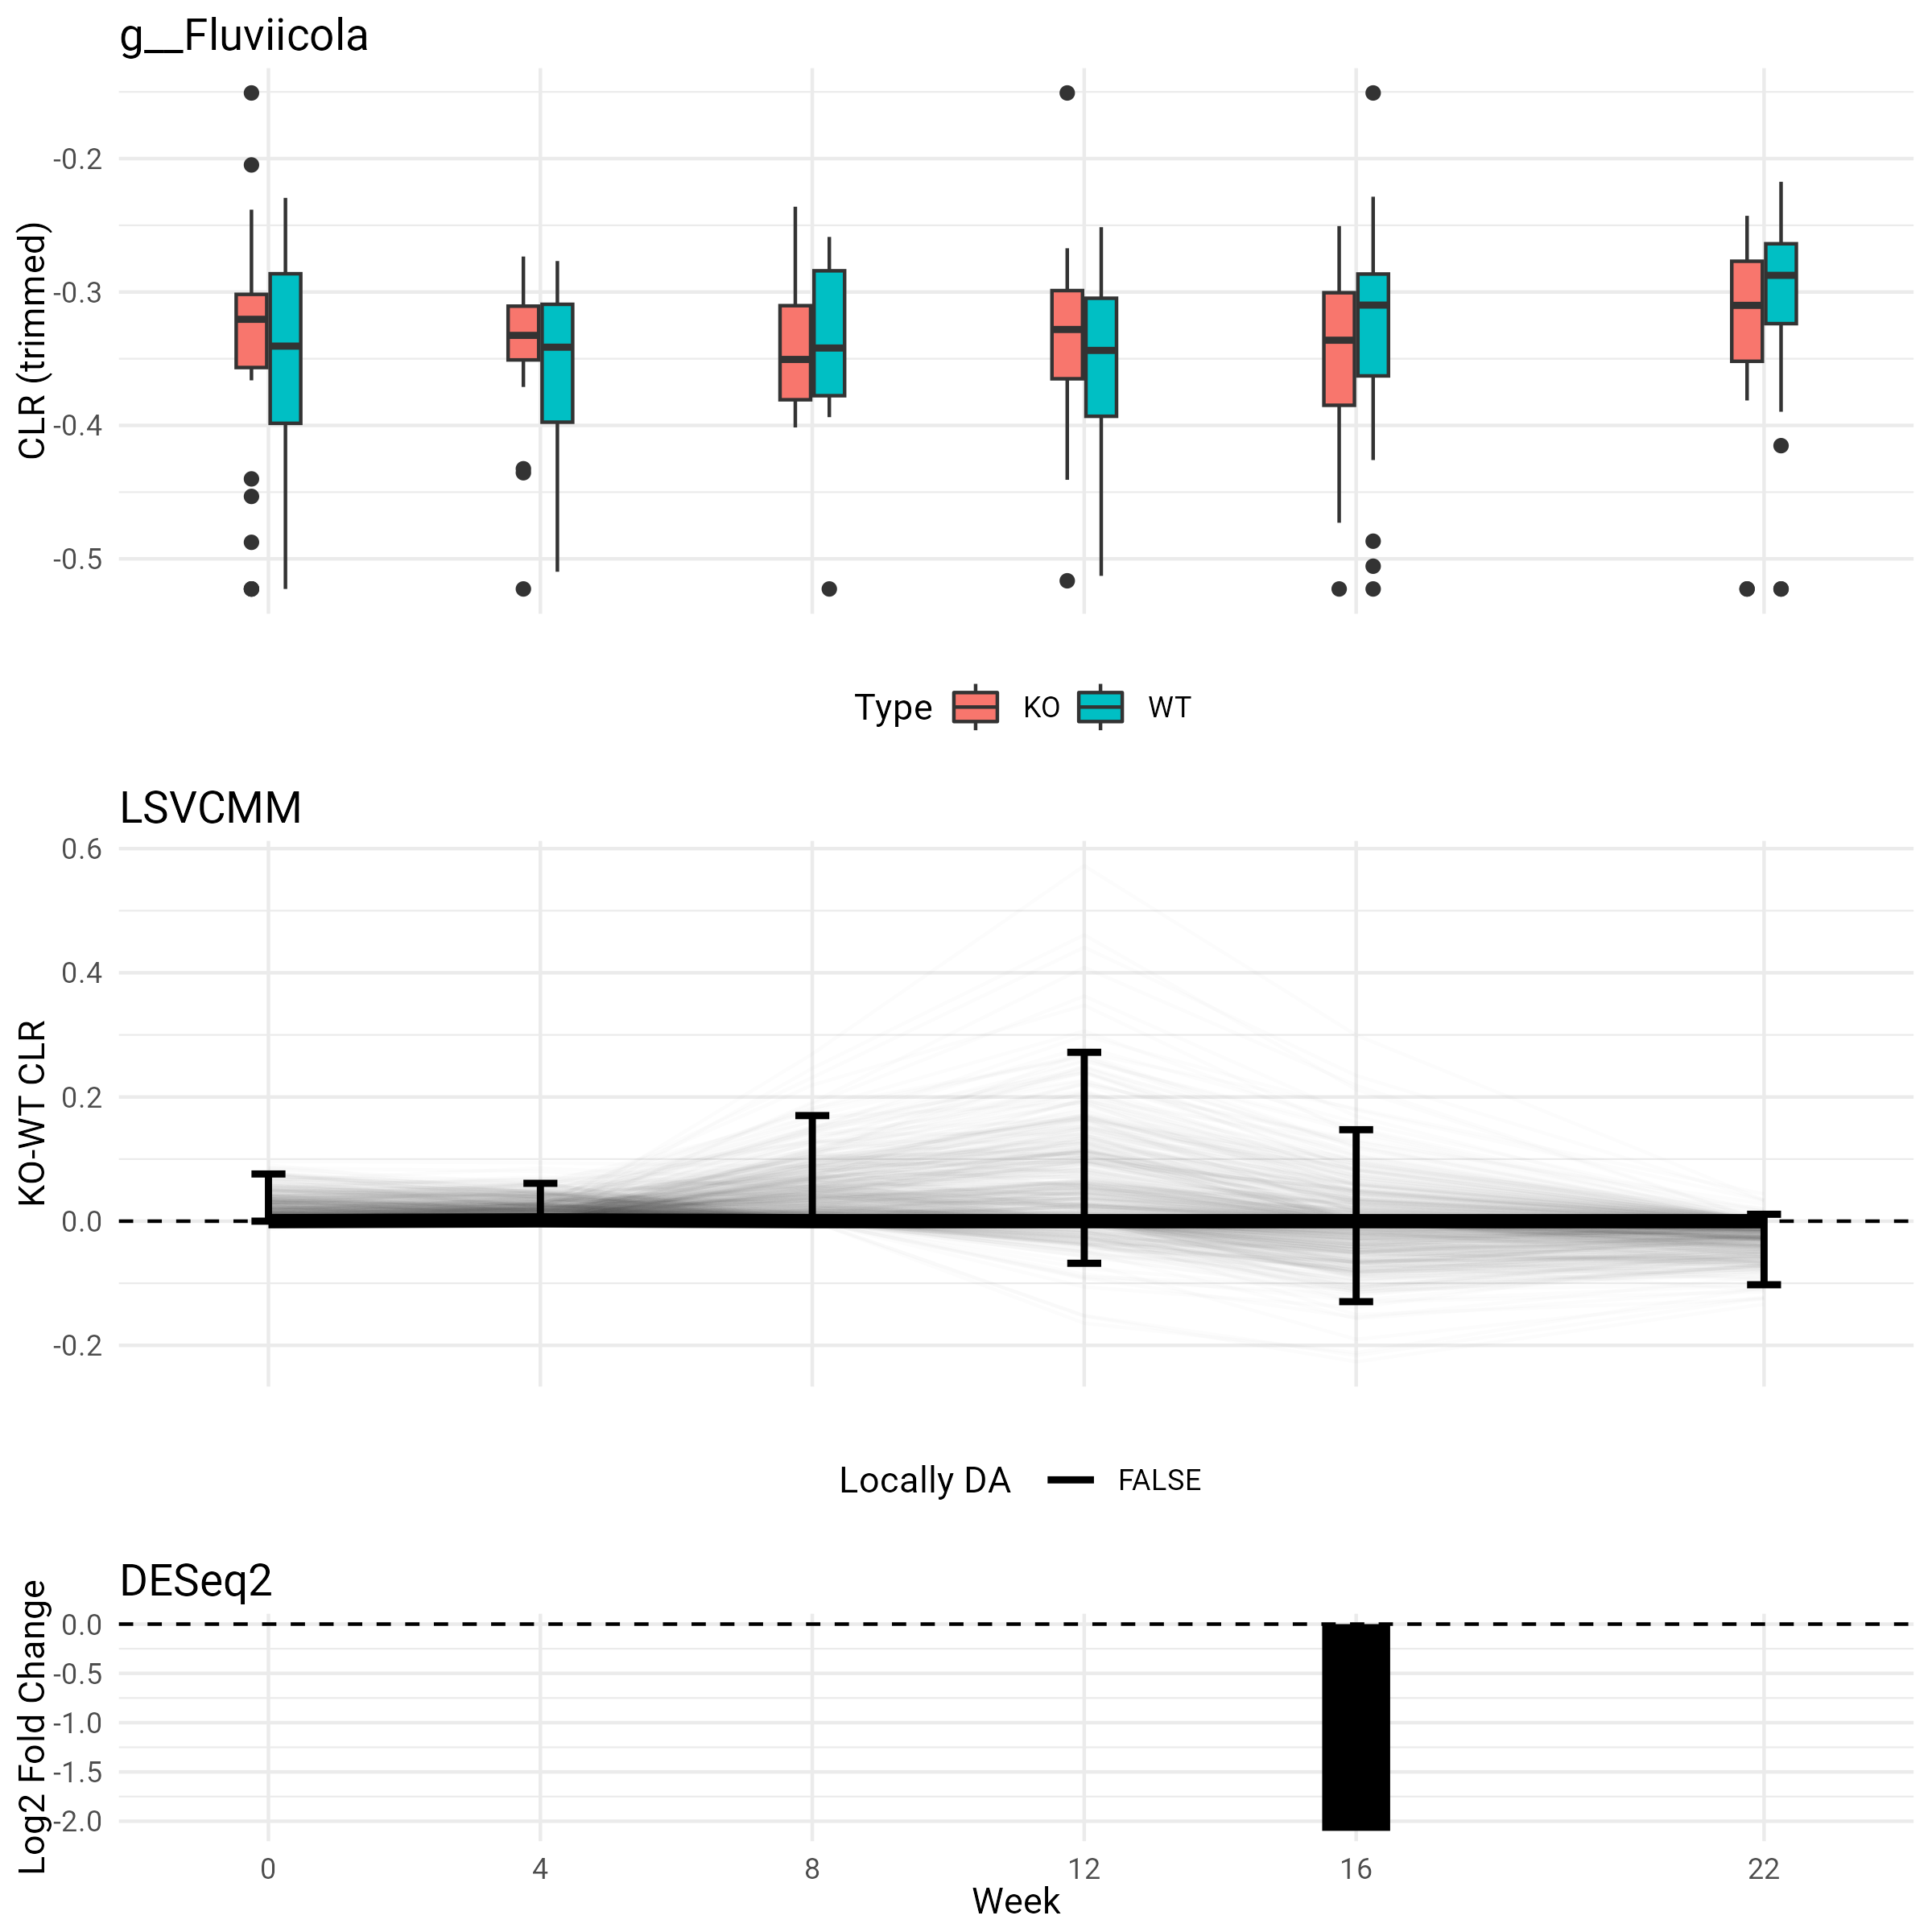 g__Fluviicola
CLR (trimmed)
-0.2
-0.3
-0.4
-0.5
Type KO WT
LSVCMM
KO-WT CLR
0.6
0.4
0.2
0.0
-0.2
Locally DA FALSE
DESeq2
Log2 Fold Change
0.0
-0.5
-1.0
-1.5
-2.0
0 4 8 12 16 22
Week